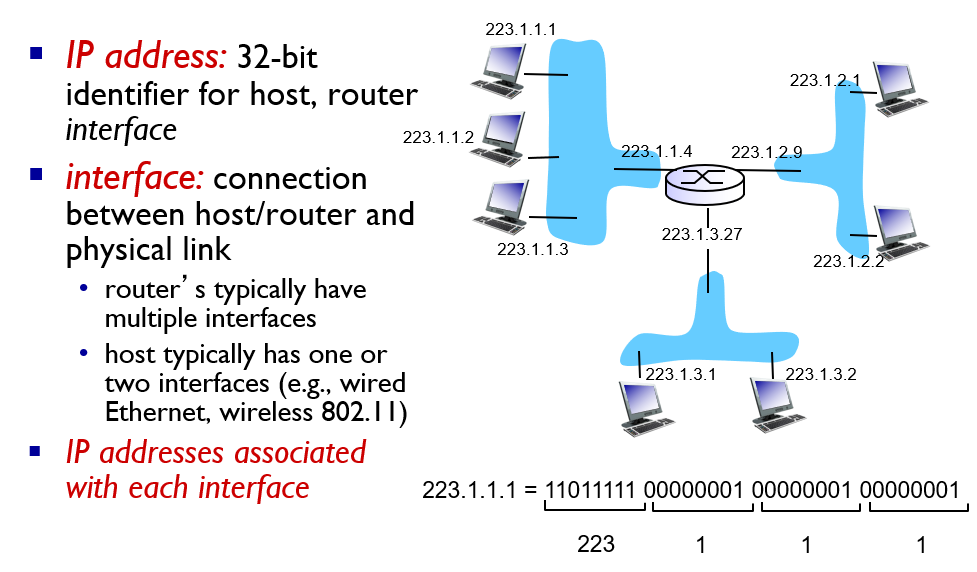 IP address: 32-bit
identifier for host, router
interface
interface: connection
between host/router and
physical link
router’s typically have
multiple interfaces
host typically has one or
two interfaces (e.g., wired
Ethernet, wireless 802.11)
IP addresses associated
with each interface
223.1.1.1
223.1.1.2
223.1.1.3
223.1.1.4
223.1.2.9
223.1.2.1
223.1.2.2
223.1.3.27
223.1.3.1
223.1.3.2
223.1.1.1 = 11011111 00000001 00000001 00000001
223 1 1 1